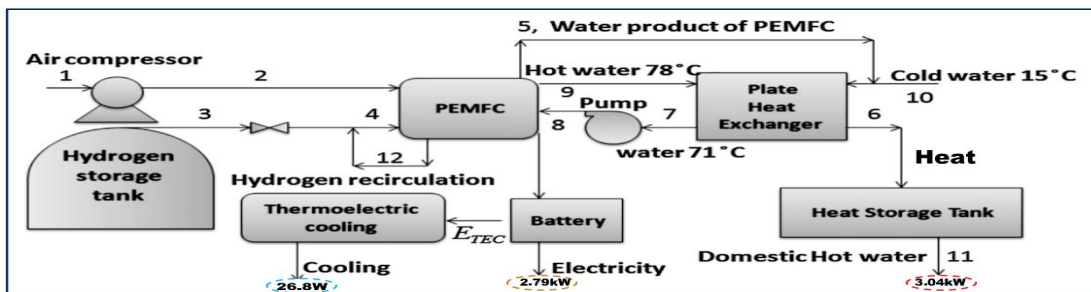 5, Water product of PEMFC
Air compressor
1
2
Hot water 78°C
Cold water 15°C
9
10
PEMFC
Pump
Plate
Heat
Exchanger
3
4
8
7
6
12
water 71°C
Heat
Hydrogen
storage
tank
Hydrogen recirculation
Thermoelectric
cooling
E_TEC
Battery
Heat Storage Tank
Cooling
Electricity
Domestic Hot water 11
26.8W
2.79kW
3.04kW